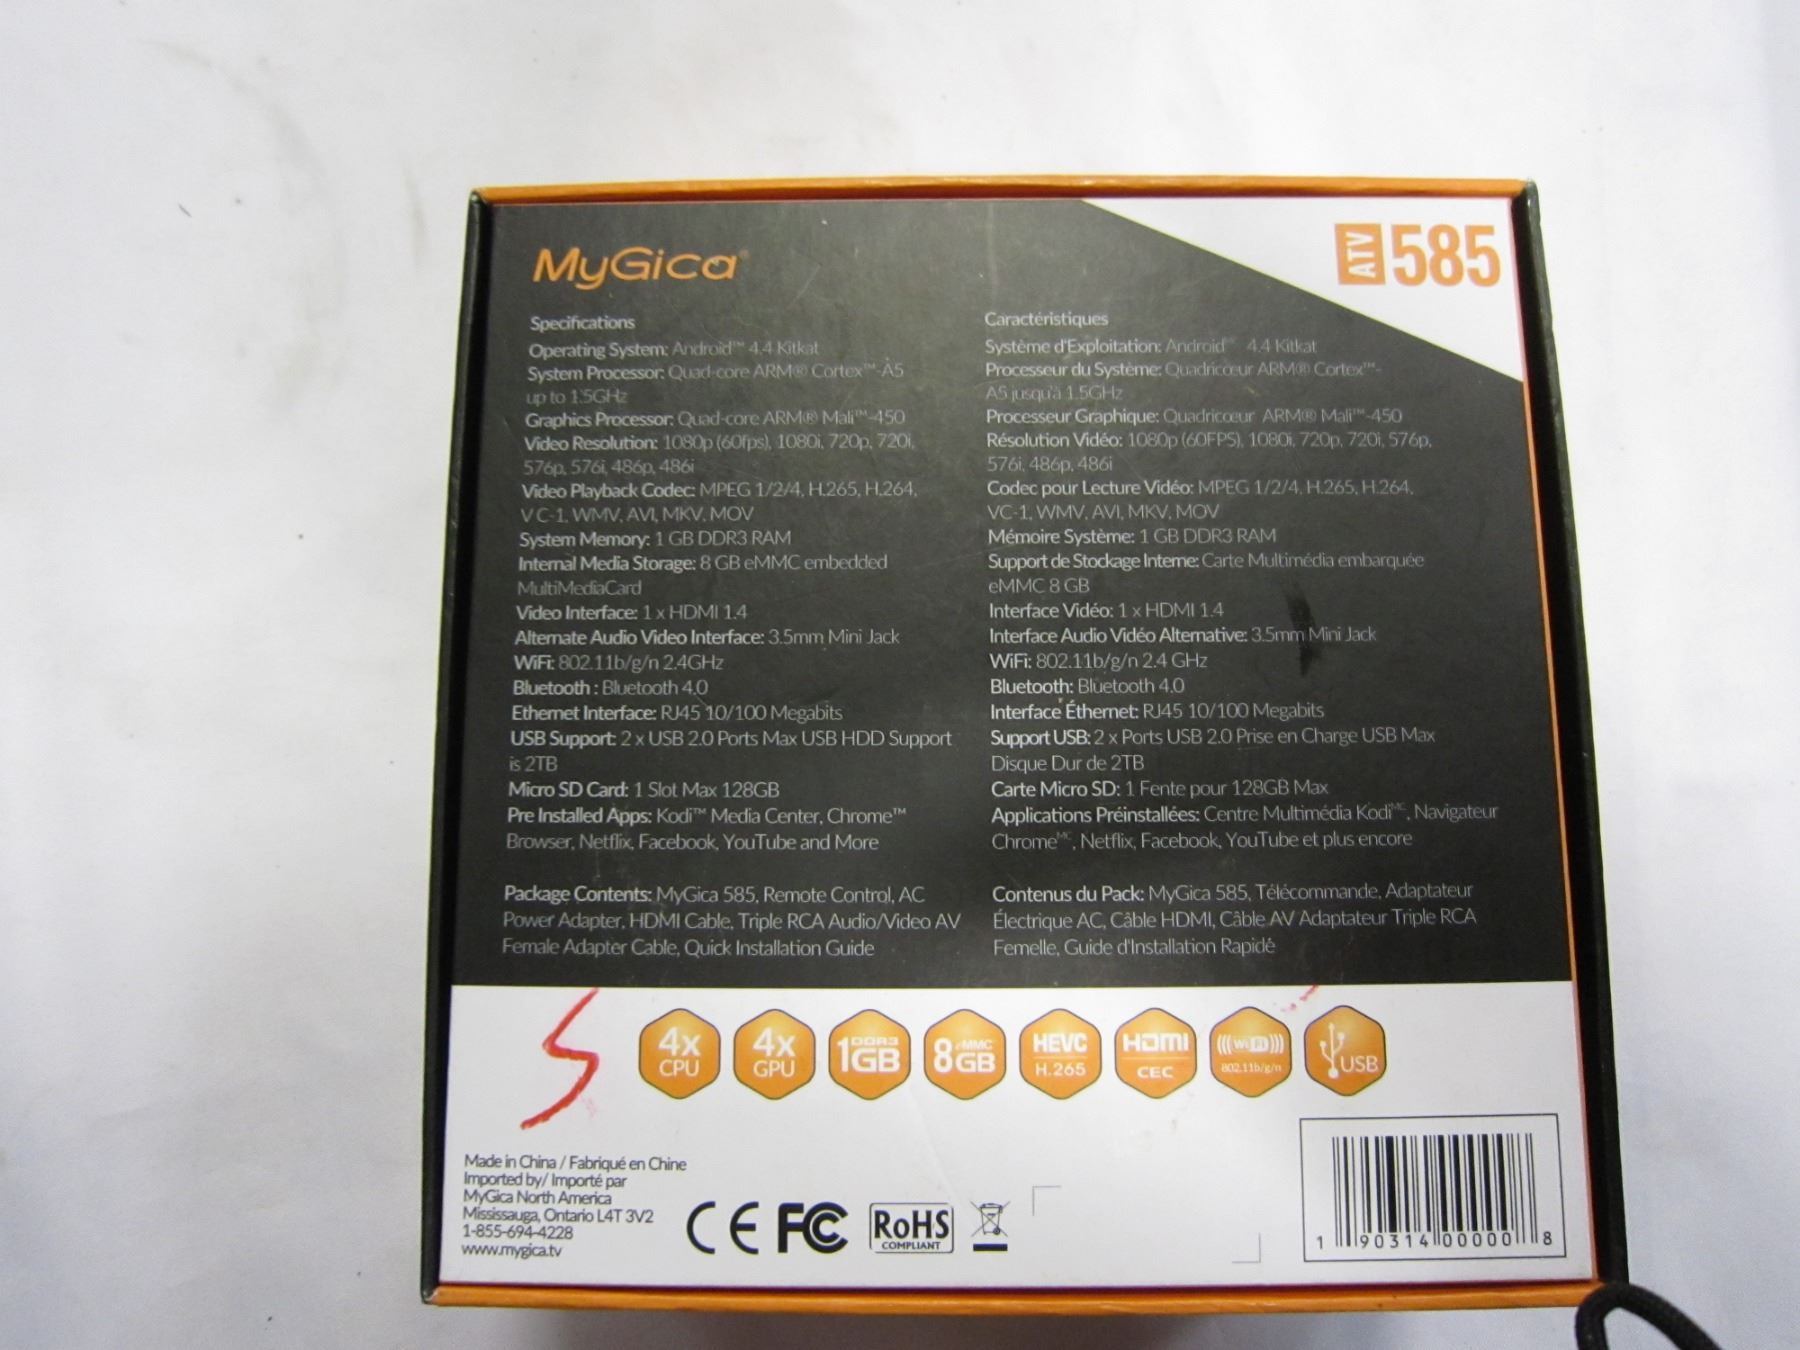 MyGica®
ATV 585
Specifications
Operating System: Android™ 4.4 Kitkat
System Processor: Quad-core ARM® Cortex™-A5
up to 1.5GHz
Graphics Processor: Quad-core ARM® Mali™-450
Video Resolution: 1080p (60fps), 1080i, 720p, 720i,
576p, 576i, 486p, 486i
Video Playback Codec: MPEG 1/2/4, H.265, H.264,
VC-1, WMV, AVI, MKV, MOV
System Memory: 1 GB DDR3 RAM
Internal Media Storage: 8 GB eMMC embedded
MultiMediaCard
Video Interface: 1 x HDMI 1.4
Alternate Audio Video Interface: 3.5mm Mini Jack
WiFi: 802.11b/g/n 2.4GHz
Bluetooth : Bluetooth 4.0
Ethernet Interface: RJ45 10/100 Megabits
USB Support: 2 x USB 2.0 Ports Max USB HDD Support
is 2TB
Micro SD Card: 1 Slot Max 128GB
Pre Installed Apps: Kodi™ Media Center, Chrome™
Browser, Netflix, Facebook, YouTube and More
Package Contents: MyGica 585, Remote Control, AC
Power Adapter, HDMI Cable, Triple RCA Audio/Video AV
Female Adapter Cable, Quick Installation Guide
Caractéristiques
Système d'Exploitation: Android™ 4.4 Kitkat
Processeur du Système: Quadricœur ARM® Cortex™-
A5 jusqu'à 1.5GHz
Processeur Graphique: Quadricœur ARM® Mali™-450
Résolution Vidéo: 1080p (60FPS), 1080i, 720p, 720i, 576p,
576i, 486p, 486i
Codec pour Lecture Vidéo: MPEG 1/2/4, H.265, H.264,
VC-1, WMV, AVI, MKV, MOV
Mémoire Système: 1 GB DDR3 RAM
Support de Stockage Interne: Carte Multimédia embarquée
eMMC 8 GB
Interface Vidéo: 1 x HDMI 1.4
Interface Audio Vidéo Alternative: 3.5mm Mini Jack
WiFi: 802.11b/g/n 2.4 GHz
Bluetooth: Bluetooth 4.0
Interface Éthernet: RJ45 10/100 Megabits
Support USB: 2 x Ports USB 2.0 Prise en Charge USB Max
Disque Dur de 2TB
Carte Micro SD: 1 Fente pour 128GB Max
Applications Préinstallées: Centre Multimédia Kodi MC, Navigateur
Chrome MC, Netflix, Facebook, YouTube et plus encore
Contenus du Pack: MyGica 585, Télécommande, Adaptateur
Électrique AC, Câble HDMI, Câble AV Adaptateur Triple RCA
Femelle, Guide d'Installation Rapidé
S
4x CPU
4x GPU
DDR3 1GB
eMMC 8GB
HEVC H.265
HDMI CEC
WiFi 802.11b/g/n
USB
Made in China / Fabriqué en Chine
Imported by/ Importé par
MyGica North America
Mississauga, Ontario L4T 3V2
1-855-694-4228
www.mygica.tv
CE FC RoHS COMPLIANT
1 90314 00000 8